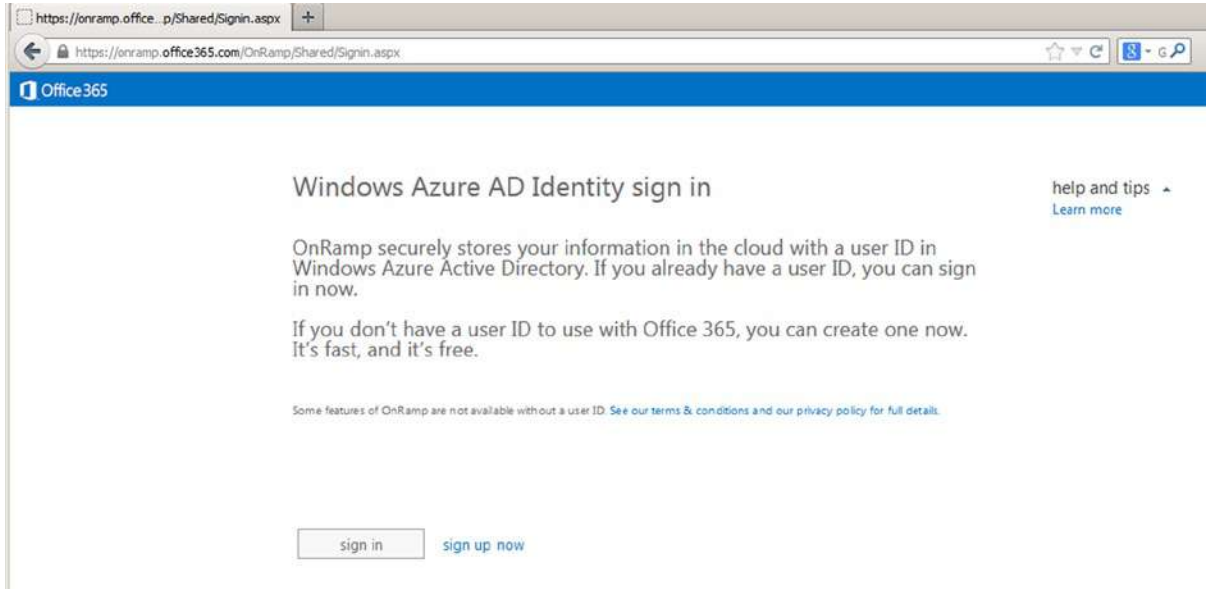 https://onramp.office...p/Shared/Signin.aspx
https://onramp.office365.com/OnRamp/Shared/Signin.aspx
G
Office 365
Windows Azure AD Identity sign in
help and tips
Learn more
OnRamp securely stores your information in the cloud with a user ID in
Windows Azure Active Directory. If you already have a user ID, you can sign
in now.
If you don't have a user ID to use with Office 365, you can create one now.
It's fast, and it's free.
Some features of OnRamp are not available without a user ID. See our terms & conditions and our privacy policy for full details.
sign in
sign up now